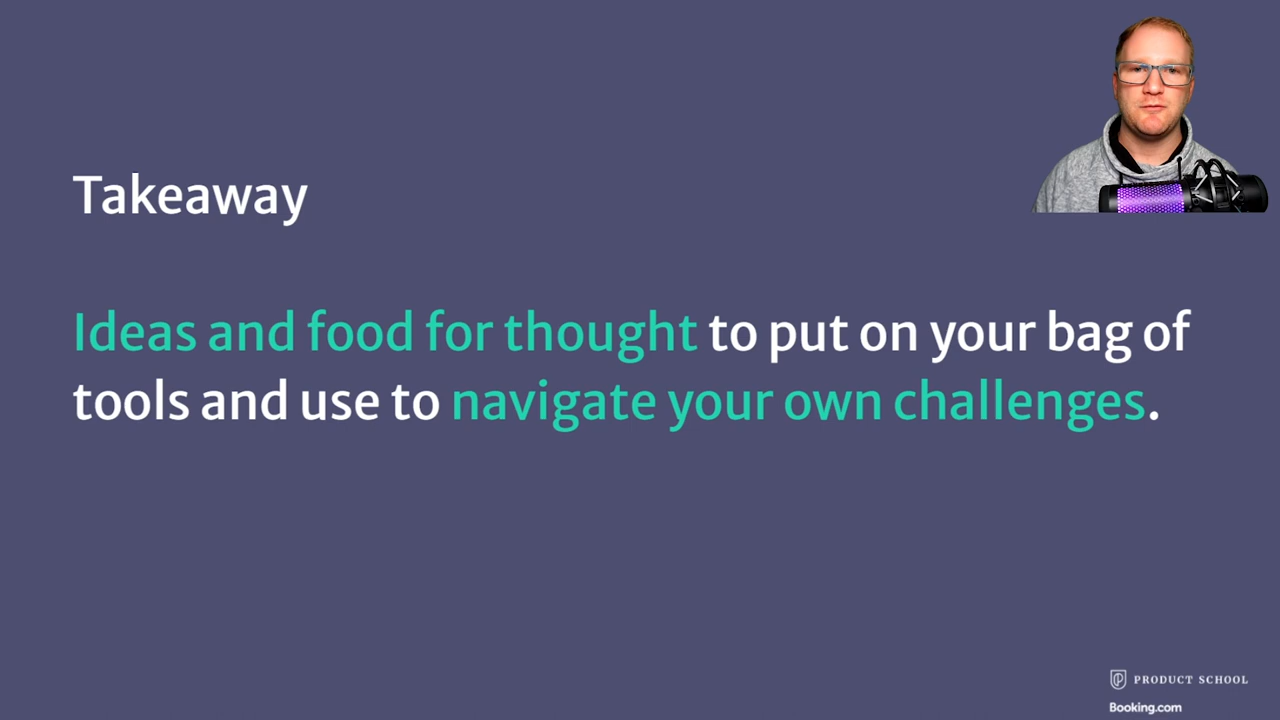 Takeaway
Ideas and food for thought to put on your bag of
tools and use to navigate your own challenges.
PRODUCT SCHOOL
Booking.com